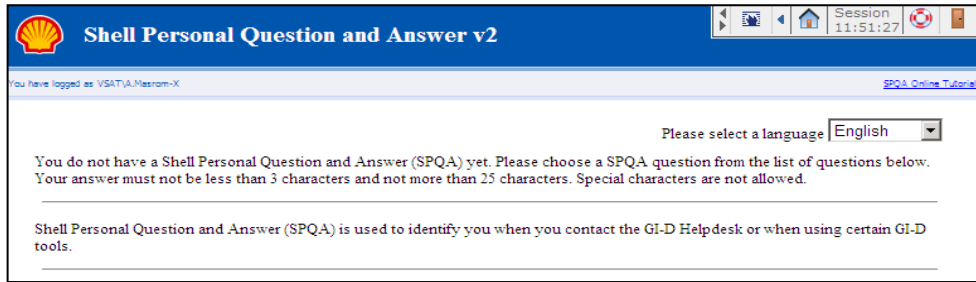 Shell Personal Question and Answer v2
Session
11:51:27
You have logged as VSAT\A.Masrom-X
SPQA Online Tutorial
Please select a language English
You do not have a Shell Personal Question and Answer (SPQA) yet. Please choose a SPQA question from the list of questions below.
Your answer must not be less than 3 characters and not more than 25 characters. Special characters are not allowed.
Shell Personal Question and Answer (SPQA) is used to identify you when you contact the GI-D Helpdesk or when using certain GI-D
tools.